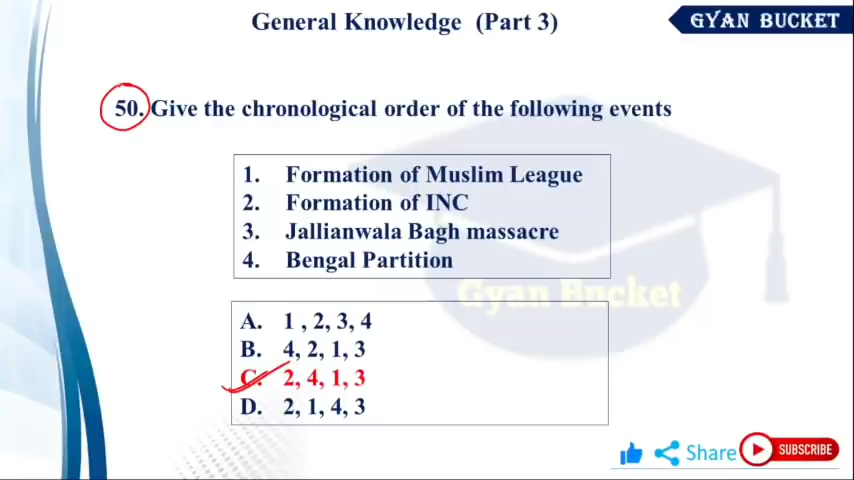 General Knowledge (Part 3)
GYAN BUCKET
50. Give the chronological order of the following events
1. Formation of Muslim League
2. Formation of INC
3. Jallianwala Bagh massacre
4. Bengal Partition
Gyan Bucket
A. 1 , 2, 3, 4
B. 4, 2, 1, 3
C. 2, 4, 1, 3
D. 2, 1, 4, 3
Share
SUBSCRIBE